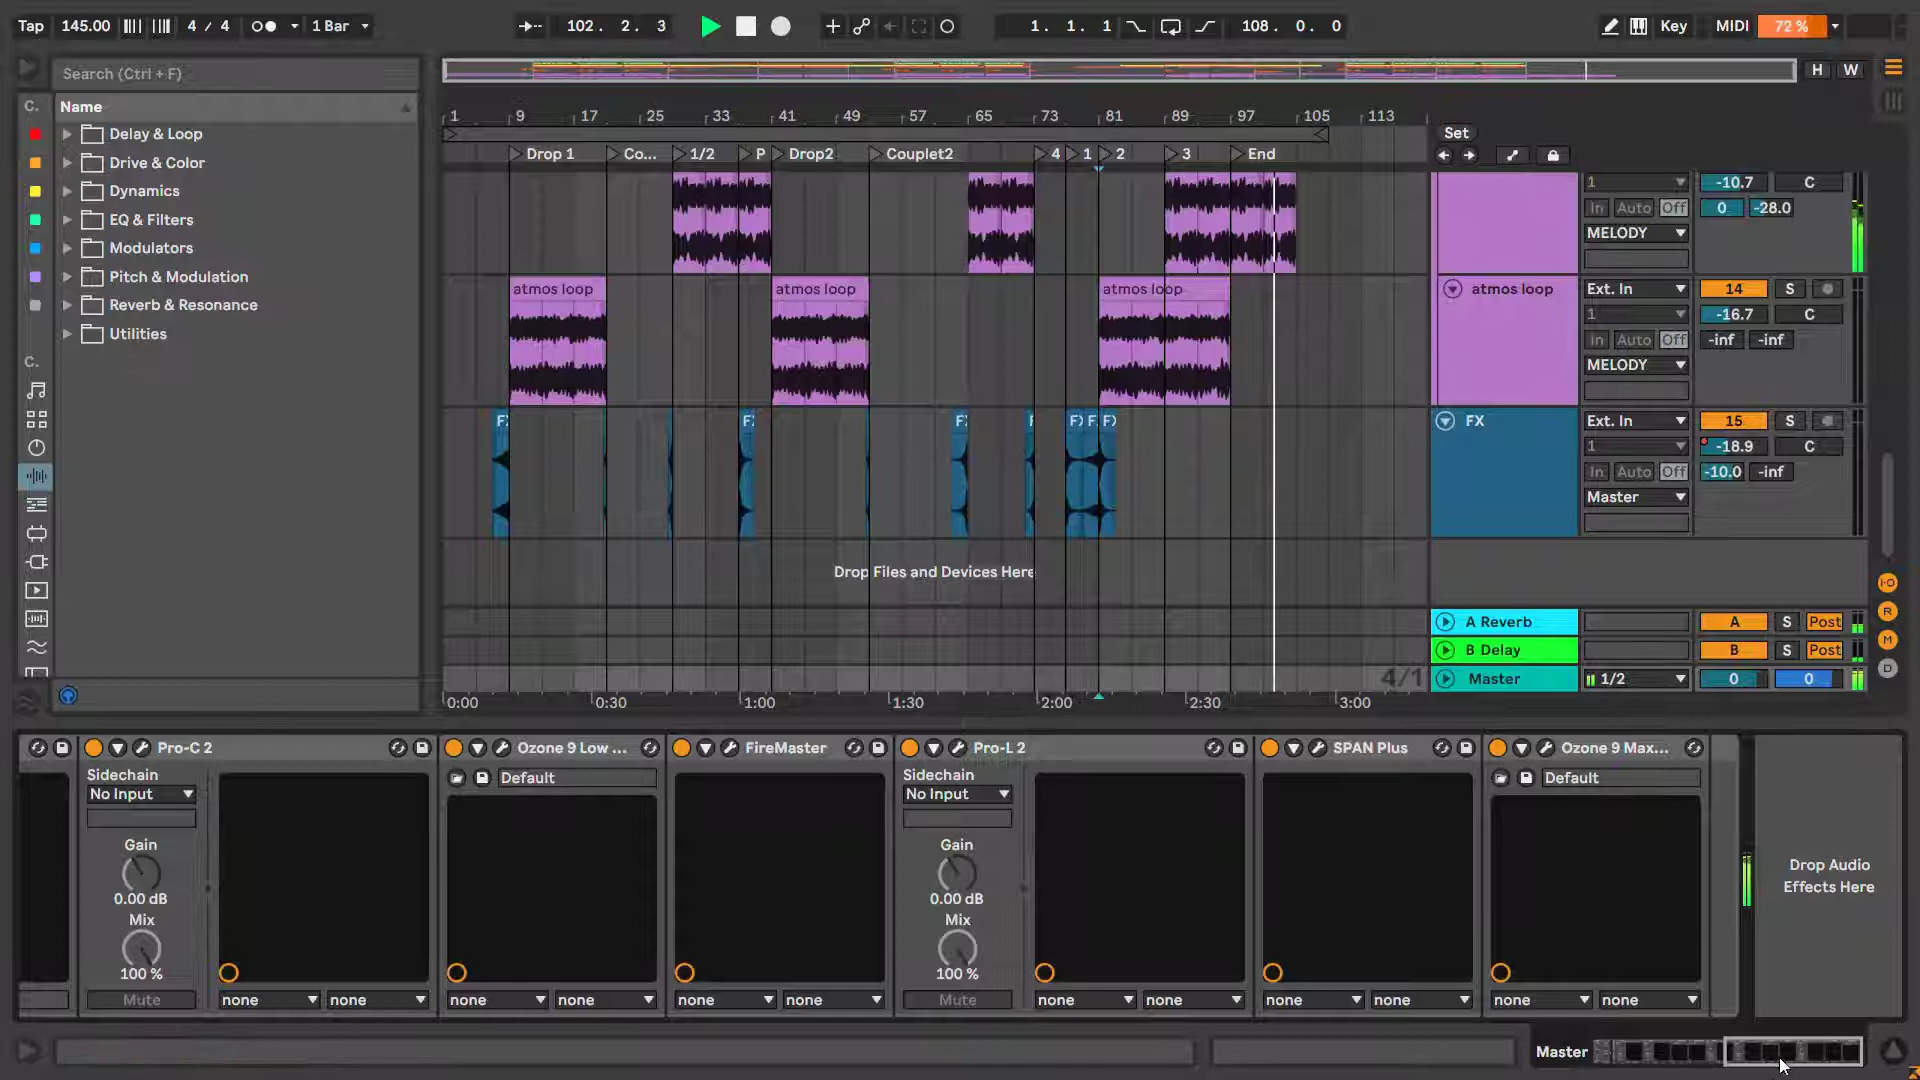 Tap 145.00 4 / 4 1 Bar 102. 2. 3 1. 1. 1 108. 0. 0 Key MIDI 72 %
Search (Ctrl + F)
H W
C. Name
1 9 17 25 33 41 49 57 65 73 81 89 97 105 113
Set
Delay & Loop
Drive & Color
Dynamics
EQ & Filters
Modulators
Pitch & Modulation
Reverb & Resonance
Utilities
C.
Drop 1 Co... 1/2 P Drop2 Couplet2 4 1 2 3 End
1 -10.7 C
In Auto Off 0 -28.0
MELODY
atmos loop atmos loop atmos loop
atmos loop Ext. In 14 S
1 -16.7 C
In Auto Off -inf -inf
MELODY
FX Ext. In 15 S
1 -18.9 C
In Auto Off -10.0 -inf
Master
Drop Files and Devices Here
I-O
R
M
D
A Reverb A S Post
B Delay B S Post
4/1
Master 1/2 0 0
0:00 0:30 1:00 1:30 2:00 2:30 3:00
Pro-C 2 Ozone 9 Low ... FireMaster Pro-L 2 SPAN Plus Ozone 9 Max...
Sidechain Default Sidechain Default
No Input No Input
Gain Gain
0.00 dB 0.00 dB
Mix Mix
100 % 100 %
Mute none none none none none none Mute none none none none none none
Drop Audio
Effects Here
Master